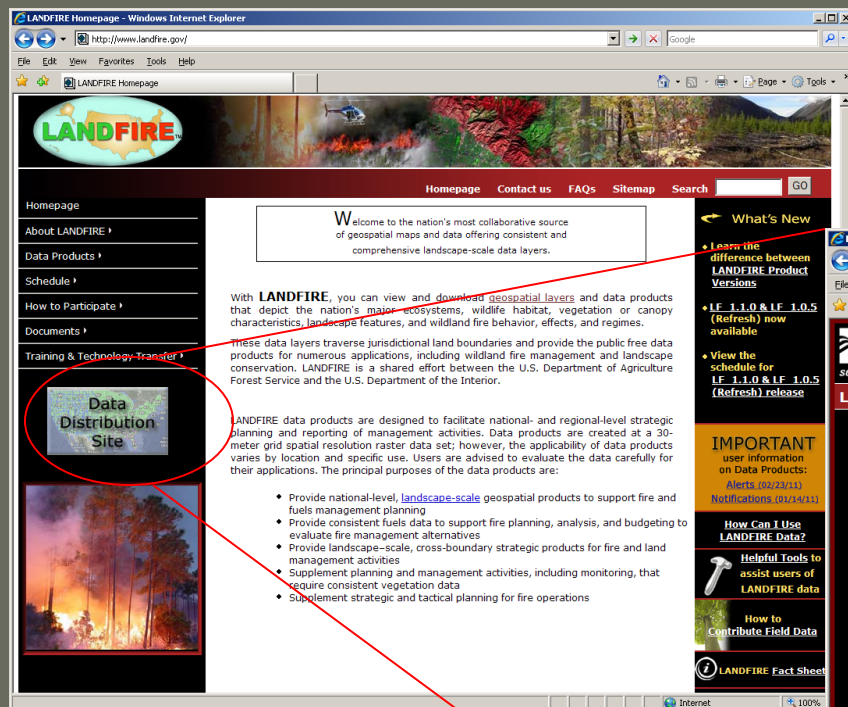 LANDFIRE Homepage - Windows Internet Explorer
http://www.landfire.gov/
Google
File Edit View Favorites Tools Help
LANDFIRE Homepage
Page Tools
LANDFIRE
Homepage Contact us FAQs Sitemap Search GO
Homepage
About LANDFIRE
Data Products
Schedule
How to Participate
Documents
Training & Technology Transfer
Data
Distribution
Site
Welcome to the nation's most collaborative source
of geospatial maps and data offering consistent and
comprehensive landscape-scale data layers.
With LANDFIRE, you can view and download geospatial layers and data products
that depict the nation's major ecosystems, wildlife habitat, vegetation or canopy
characteristics, landscape features, and wildland fire behavior, effects, and regimes.
These data layers traverse jurisdictional land boundaries and provide the public free data
products for numerous applications, including wildland fire management and landscape
conservation. LANDFIRE is a shared effort between the U.S. Department of Agriculture
Forest Service and the U.S. Department of the Interior.
LANDFIRE data products are designed to facilitate national- and regional-level strategic
planning and reporting of management activities. Data products are created at a 30-
meter grid spatial resolution raster data set; however, the applicability of data products
varies by location and specific use. Users are advised to evaluate the data carefully for
their applications. The principal purposes of the data products are:
Provide national-level, landscape-scale geospatial products to support fire and
fuels management planning
Provide consistent fuels data to support fire planning, analysis, and budgeting to
evaluate fire management alternatives
Provide landscape–scale, cross-boundary strategic products for fire and land
management activities
Supplement planning and management activities, including monitoring, that
require consistent vegetation data
Supplement strategic and tactical planning for fire operations
What's New
Learn the
difference between
LANDFIRE Product
Versions
LF 1.1.0 & LF 1.0.5
(Refresh) now
available
View the
schedule for
LF 1.1.0 & LF 1.0.5
(Refresh) release
IMPORTANT
user information
on Data Products:
Alerts (02/23/11)
Notifications (01/14/11)
How Can I Use
LANDFIRE Data?
Helpful Tools to
assist users of
LANDFIRE data
How to
Contribute Field Data
LANDFIRE Fact Sheet
Internet 100%